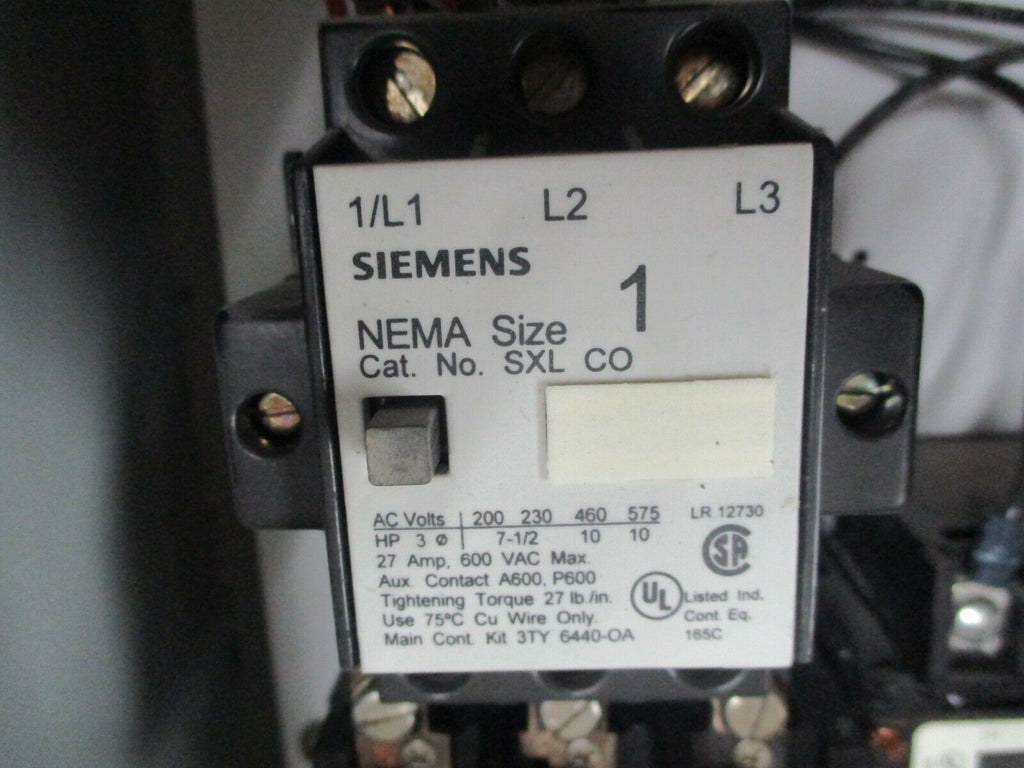 1/L1 L2 L3
SIEMENS
NEMA Size 1
Cat. No. SXL CO
AC Volts 200 230 460 575
HP 3 Ø 7-1/2 10 10
27 Amp, 600 VAC Max.
Aux. Contact A600, P600
Tightening Torque 27 lb./in.
Use 75ºC Cu Wire Only.
Main Cont. Kit 3TY 6440-OA
LR 12730
SA
UL
Listed Ind.
Cont. Eq.
165C